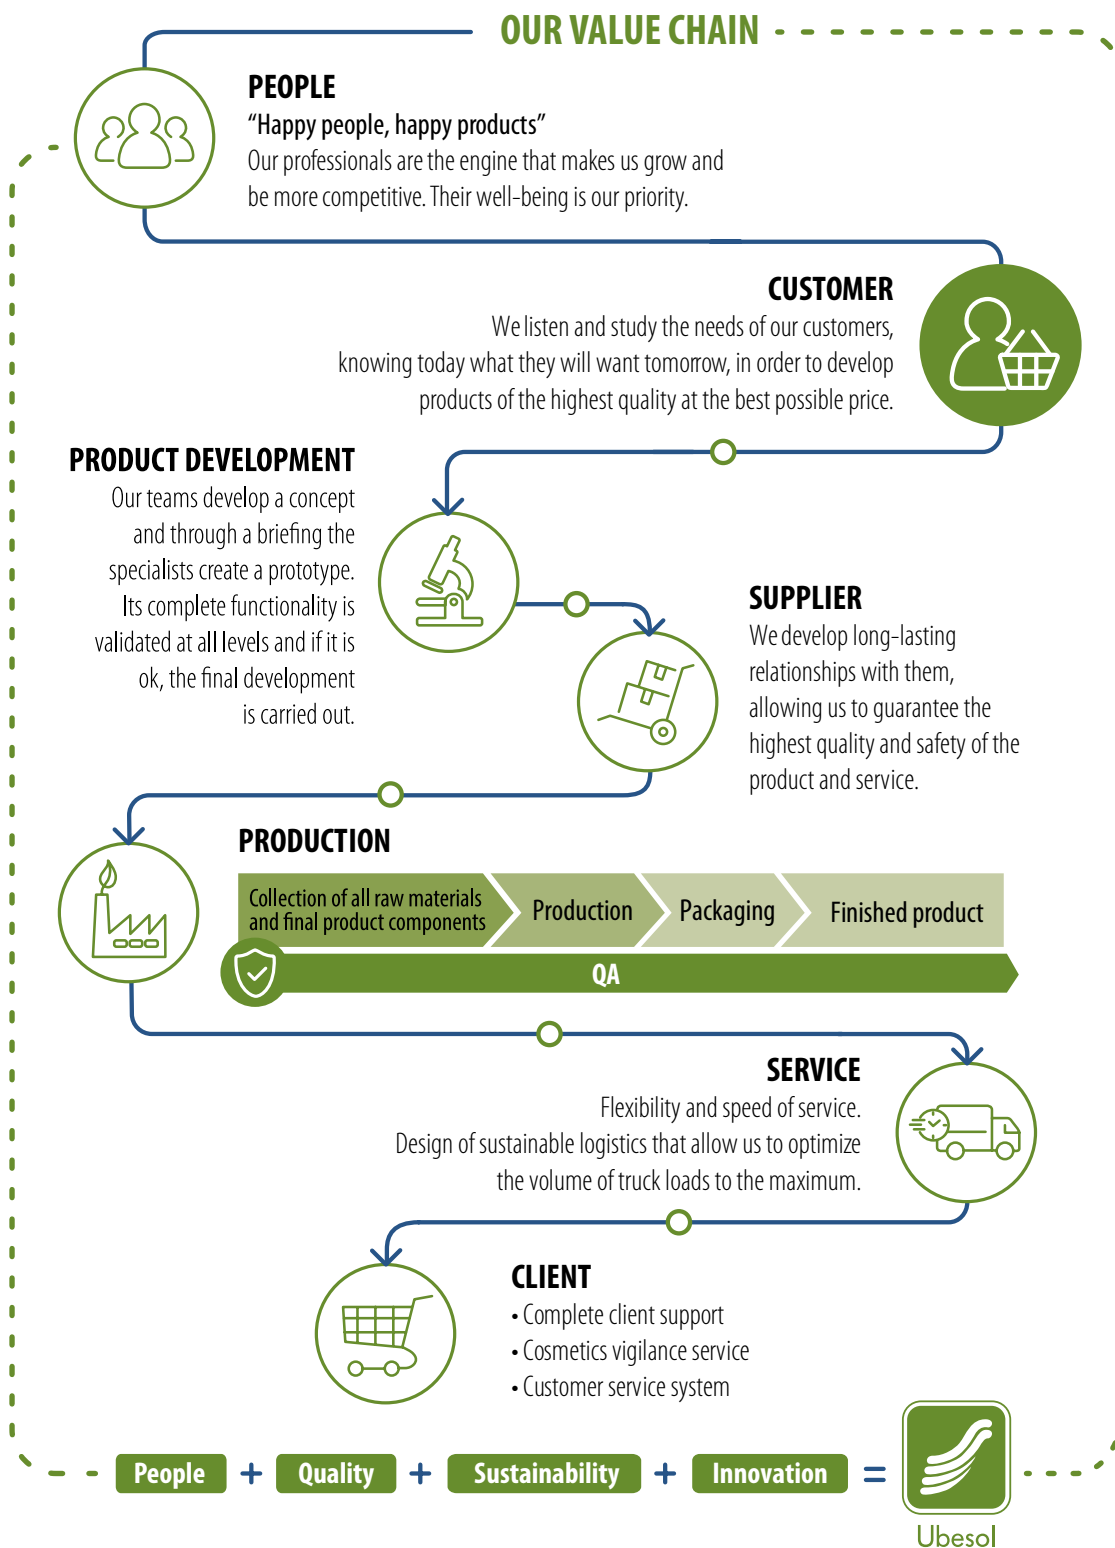 OUR VALUE CHAIN
PEOPLE
“Happy people, happy products”
Our professionals are the engine that makes us grow and
be more competitive. Their well-being is our priority.
CUSTOMER
We listen and study the needs of our customers,
knowing today what they will want tomorrow, in order to develop
products of the highest quality at the best possible price.
PRODUCT DEVELOPMENT
Our teams develop a concept
and through a briefing the
specialists create a prototype.
Its complete functionality is
validated at all levels and if it is
ok, the final development
is carried out.
SUPPLIER
We develop long-lasting
relationships with them,
allowing us to guarantee the
highest quality and safety of the
product and service.
PRODUCTION
Collection of all raw materials
and final product components
Production
Packaging
Finished product
QA
SERVICE
Flexibility and speed of service.
Design of sustainable logistics that allow us to optimize
the volume of truck loads to the maximum.
CLIENT
• Complete client support
• Cosmetics vigilance service
• Customer service system
People + Quality + Sustainability + Innovation =
Ubesol